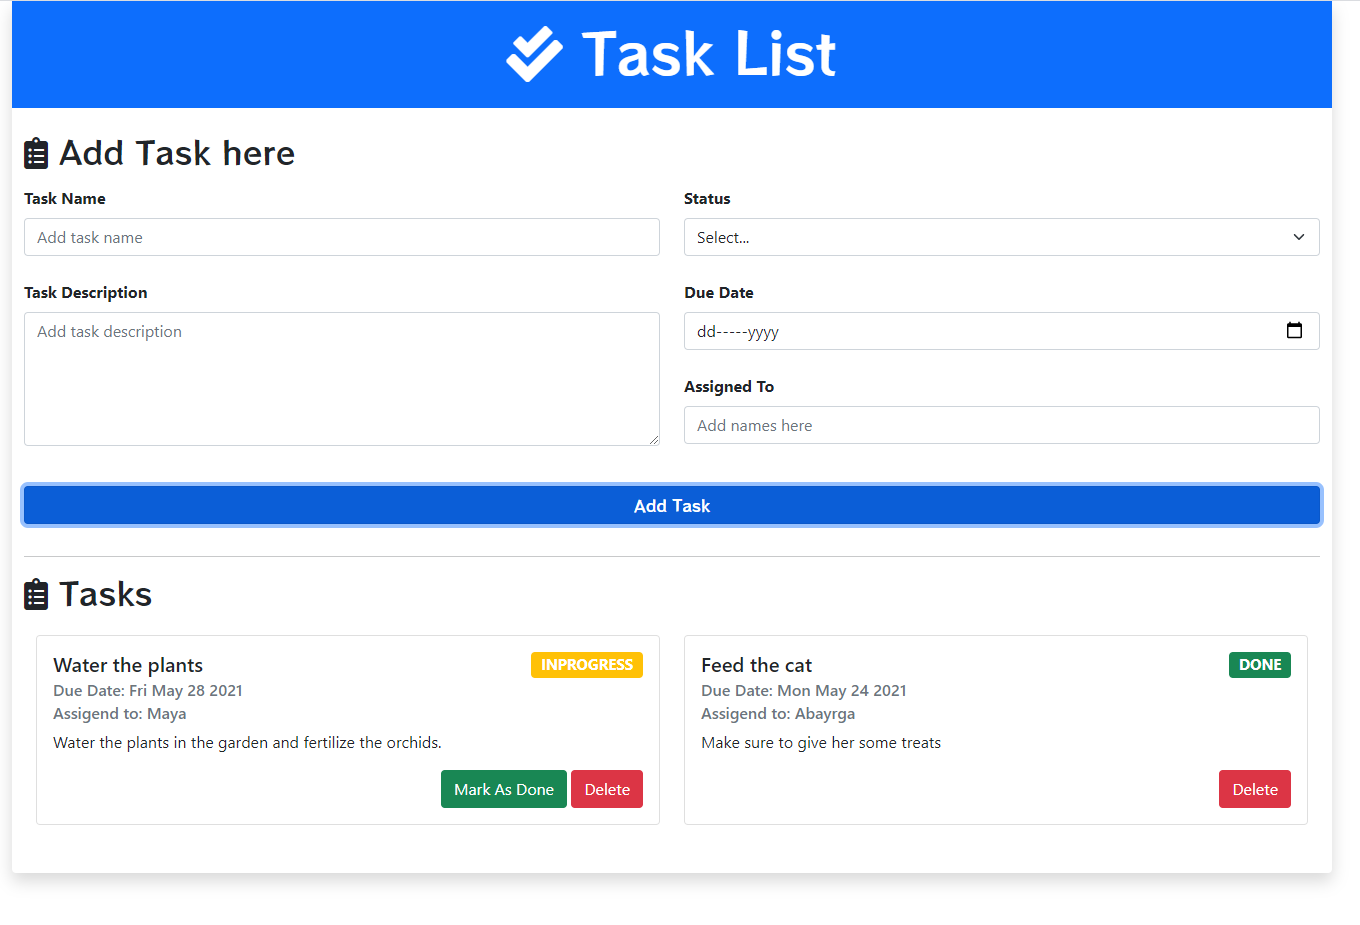 Task List
Add Task here
Task Name
Add task name
Status
Select...
Task Description
Add task description
Due Date
dd-----yyyy
Assigned To
Add names here
Add Task
Tasks
Water the plants
INPROGRESS
Due Date: Fri May 28 2021
Assigend to: Maya
Water the plants in the garden and fertilize the orchids.
Mark As Done
Delete
Feed the cat
DONE
Due Date: Mon May 24 2021
Assigend to: Abayrga
Make sure to give her some treats
Delete